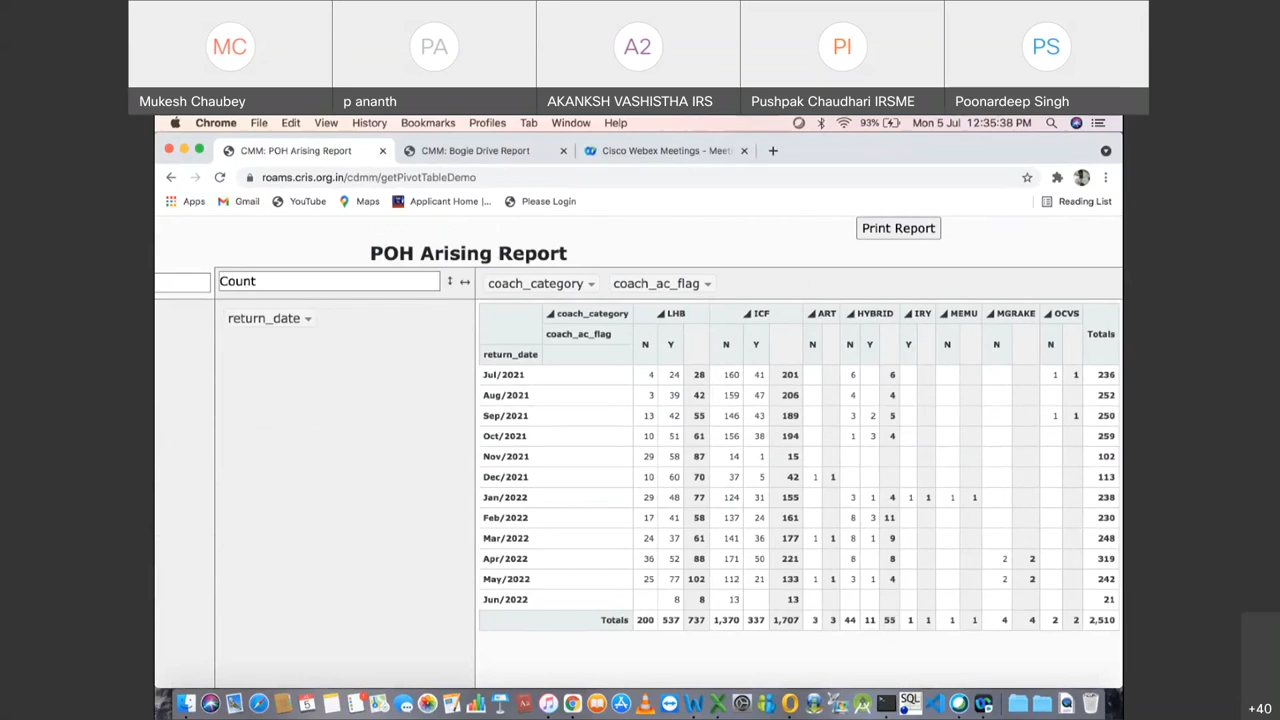 MC PA A2 PI PS
Mukesh Chaubey p ananth AKANKSH VASHISTHA IRS Pushpak Chaudhari IRSME Poonardeep Singh
Chrome File Edit View History Bookmarks Profiles Tab Window Help 93% Mon 5 Jul 12:35:38 PM
CMM: POH Arising Report CMM: Bogie Drive Report Cisco Webex Meetings - Meet
roams.cris.org.in/cdmm/getPivotTableDemo
Apps Gmail YouTube Maps Applicant Home |... Please Login Reading List
Print Report
POH Arising Report
Count coach_category coach_ac_flag
return_date
coach_category LHB ICF ART HYBRID IRY MEMU MGRAKE OCVS Totals
coach_ac_flag N Y N Y N N Y Y N N N
return_date
Jul/2021 4 24 28 160 41 201 6 6 1 1 236
Aug/2021 3 39 42 159 47 206 4 4 252
Sep/2021 13 42 55 146 43 189 3 2 5 1 1 250
Oct/2021 10 51 61 156 38 194 1 3 4 259
Nov/2021 29 58 87 14 1 15 102
Dec/2021 10 60 70 37 5 42 1 1 113
Jan/2022 29 48 77 124 31 155 3 1 4 1 1 1 1 238
Feb/2022 17 41 58 137 24 161 8 3 11 230
Mar/2022 24 37 61 141 36 177 1 1 8 1 9 248
Apr/2022 36 52 88 171 50 221 8 8 2 2 319
May/2022 25 77 102 112 21 133 1 1 3 1 4 2 2 242
Jun/2022 8 8 13 13 21
Totals 200 537 737 1,370 337 1,707 3 3 44 11 55 1 1 1 1 4 4 2 2 2,510
5 W X SQL
+40